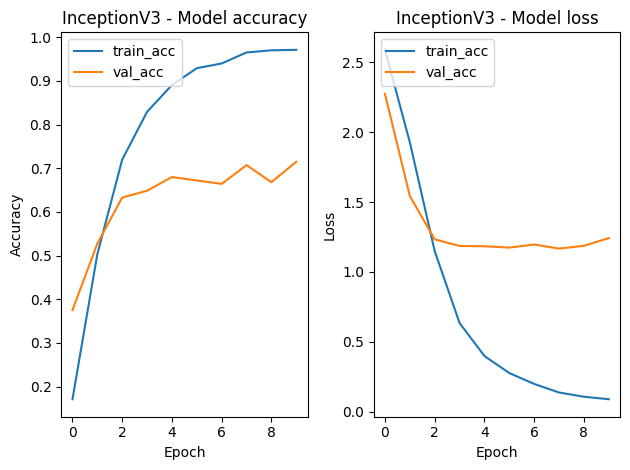 InceptionV3 - Model accuracy
train_acc
val_acc
1.0
0.9
0.8
0.7
0.6
0.5
0.4
0.3
0.2
Accuracy
0 2 4 6 8
Epoch
InceptionV3 - Model loss
train_acc
val_acc
2.5
2.0
1.5
1.0
0.5
0.0
Loss
0 2 4 6 8
Epoch